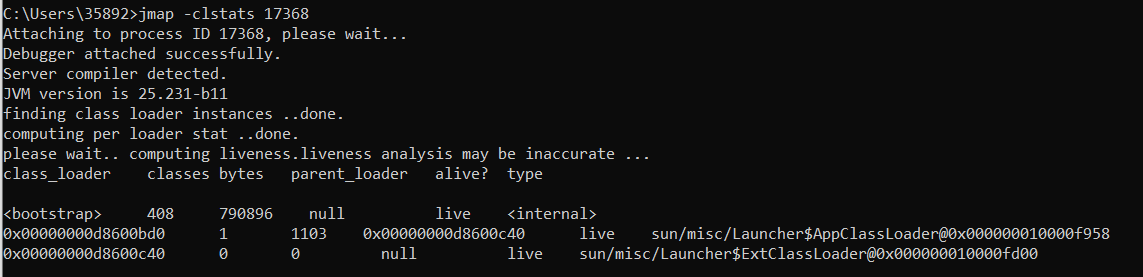 C:\Users\35892>jmap -clstats 17368
Attaching to process ID 17368, please wait...
Debugger attached successfully.
Server compiler detected.
JVM version is 25.231-b11
finding class loader instances ..done.
computing per loader stat ..done.
please wait.. computing liveness.liveness analysis may be inaccurate ...
class_loader classes bytes parent_loader alive? type
<bootstrap> 408 790896 null live <internal>
0x00000000d8600bd0 1 1103 0x00000000d8600c40 live sun/misc/Launcher$AppClassLoader@0x000000010000f958
0x00000000d8600c40 0 0 null live sun/misc/Launcher$ExtClassLoader@0x000000010000fd00